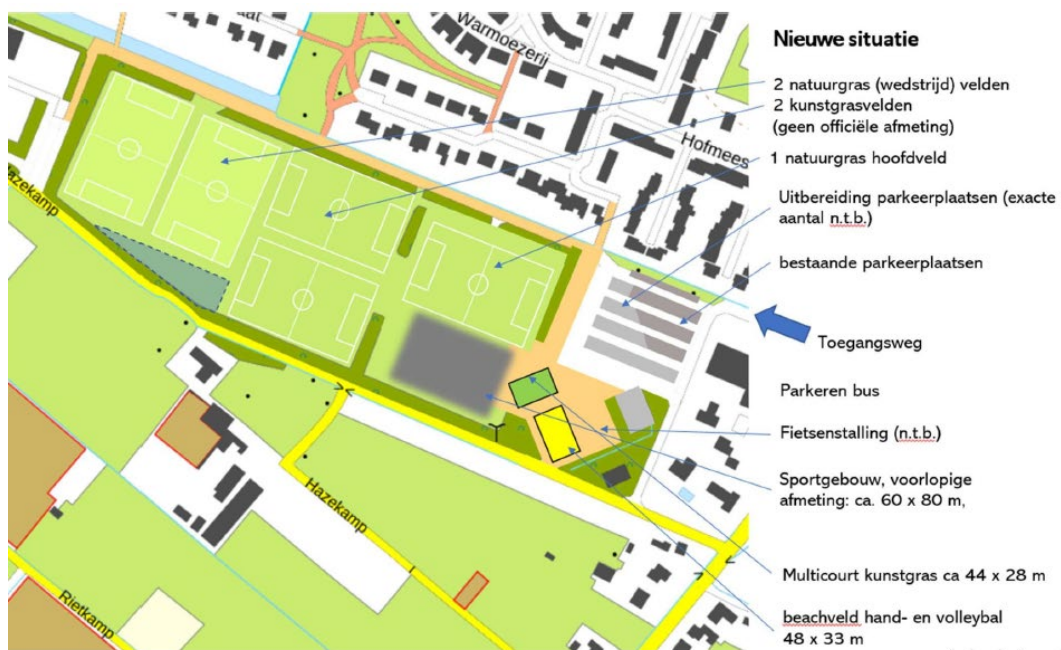 aat
Warmoezerij
Hofmees
Hazekamp
Hazekamp
Rietkamp
Nieuwe situatie
2 natuurgras (wedstrijd) velden
2 kunstgrasvelden
(geen officiële afmeting)
1 natuurgras hoofdveld
Uitbereiding parkeerplaatsen (exacte
aantal n.t.b.)
bestaande parkeerplaatsen
Toegangsweg
Parkeren bus
Fietsenstalling (n.t.b.)
Sportgebouw, voorlopige
afmeting: ca. 60 x 80 m,
Multicourt kunstgras ca 44 x 28 m
beachveld hand- en volleybal
48 x 33 m